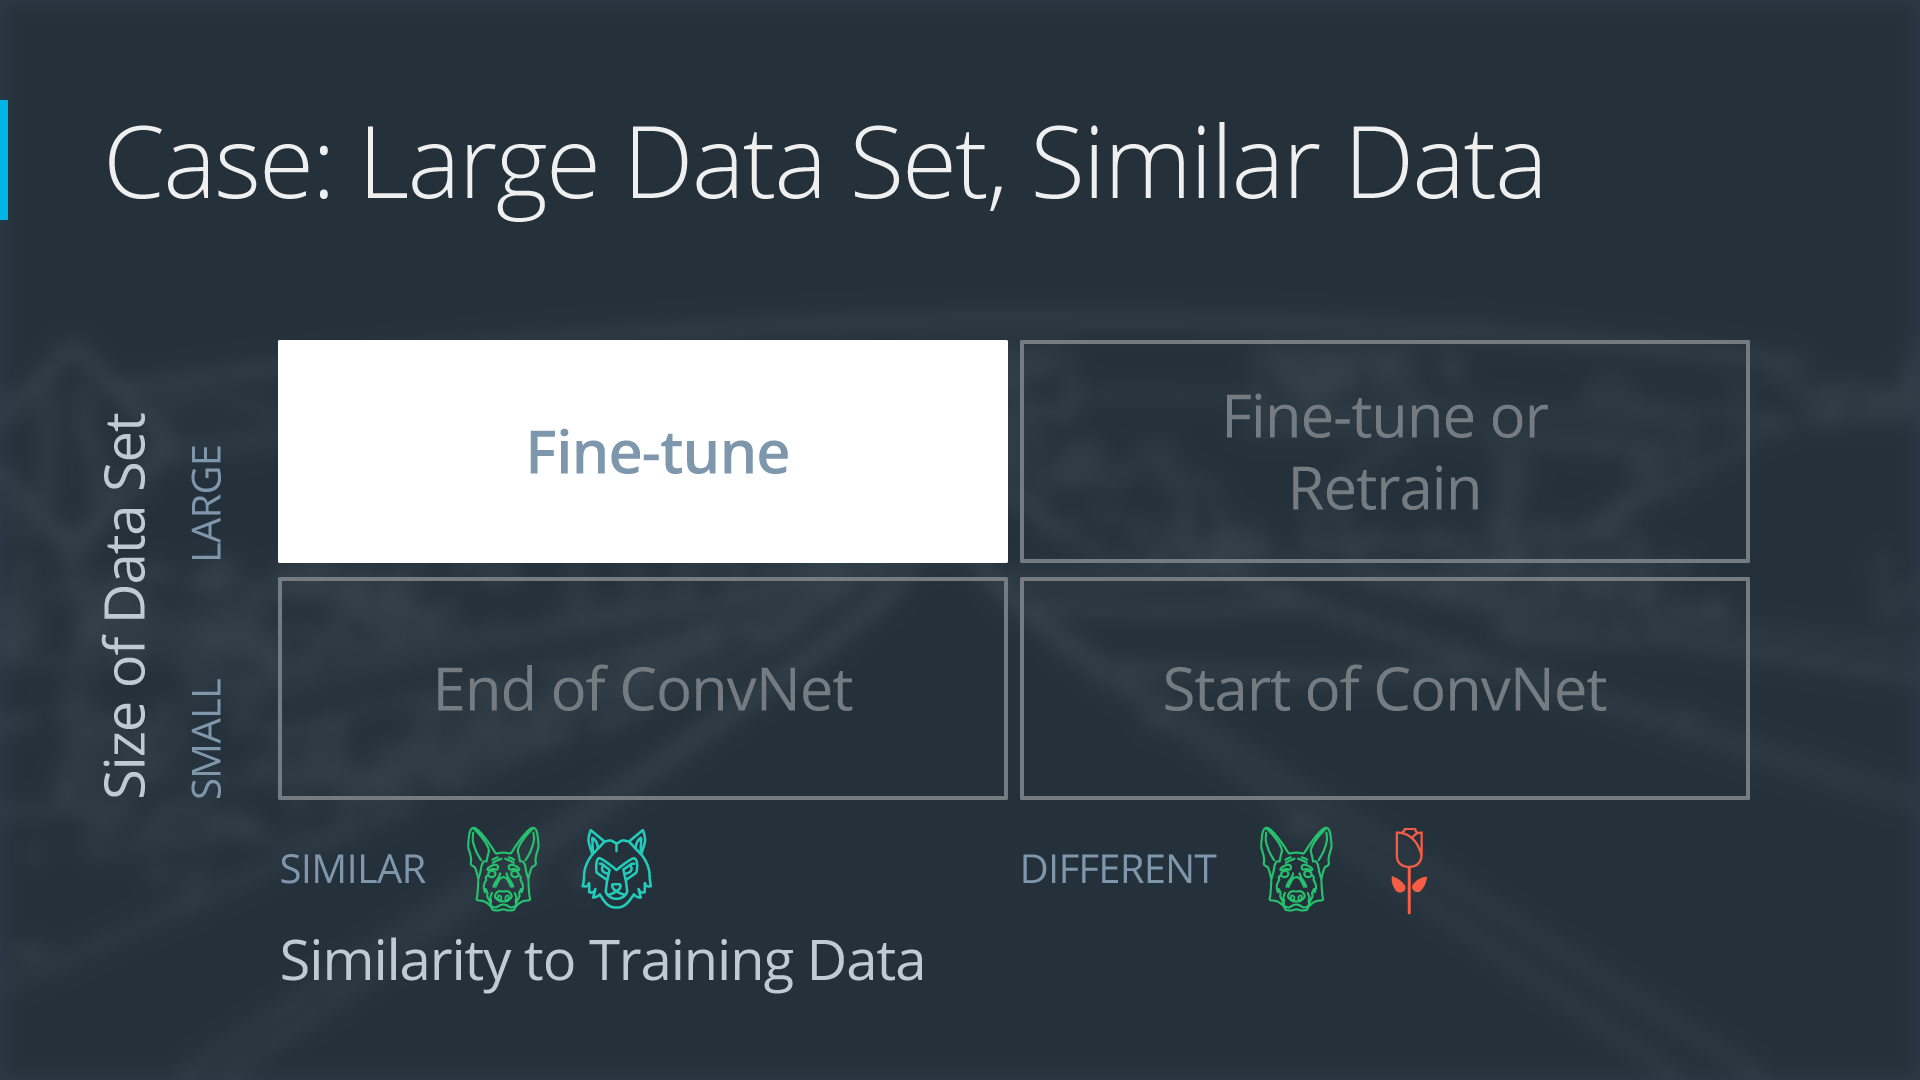 Case: Large Data Set, Similar Data
Size of Data Set
LARGE
Fine-tune
Fine-tune or
Retrain
SMALL
End of ConvNet
Start of ConvNet
SIMILAR
DIFFERENT
Similarity to Training Data